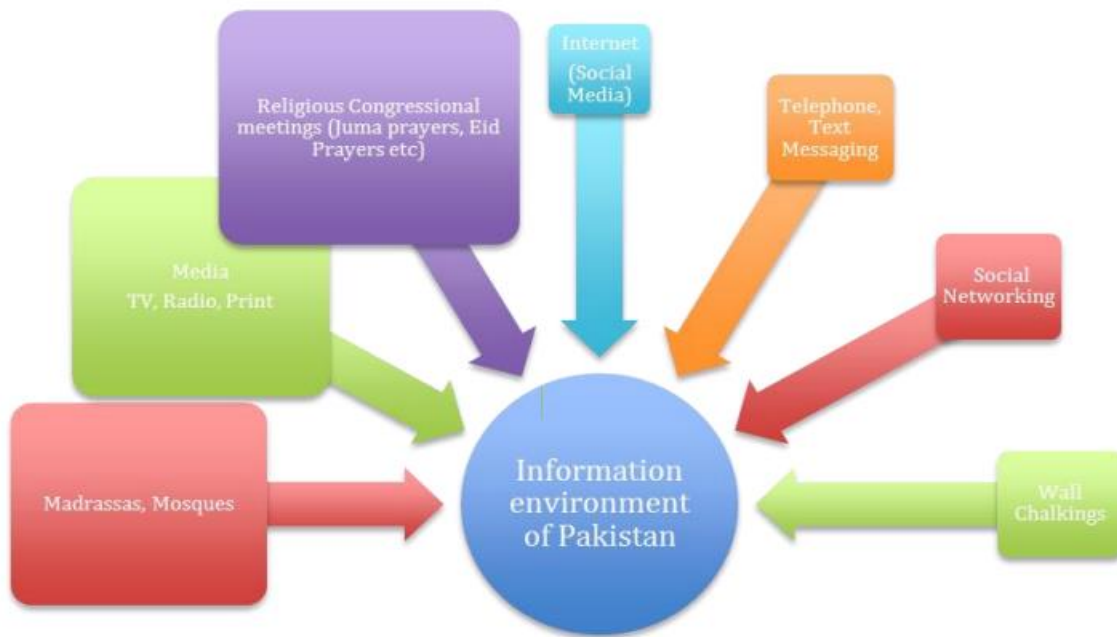 Religious Congressional
meetings (Juma prayers, Eid
Prayers etc)
Internet
(Social
Media)
Telephone,
Text
Messaging
Media
TV, Radio, Print
Social
Networking
Madrassas, Mosques
Information
environment
of Pakistan
Wall
Chalkings